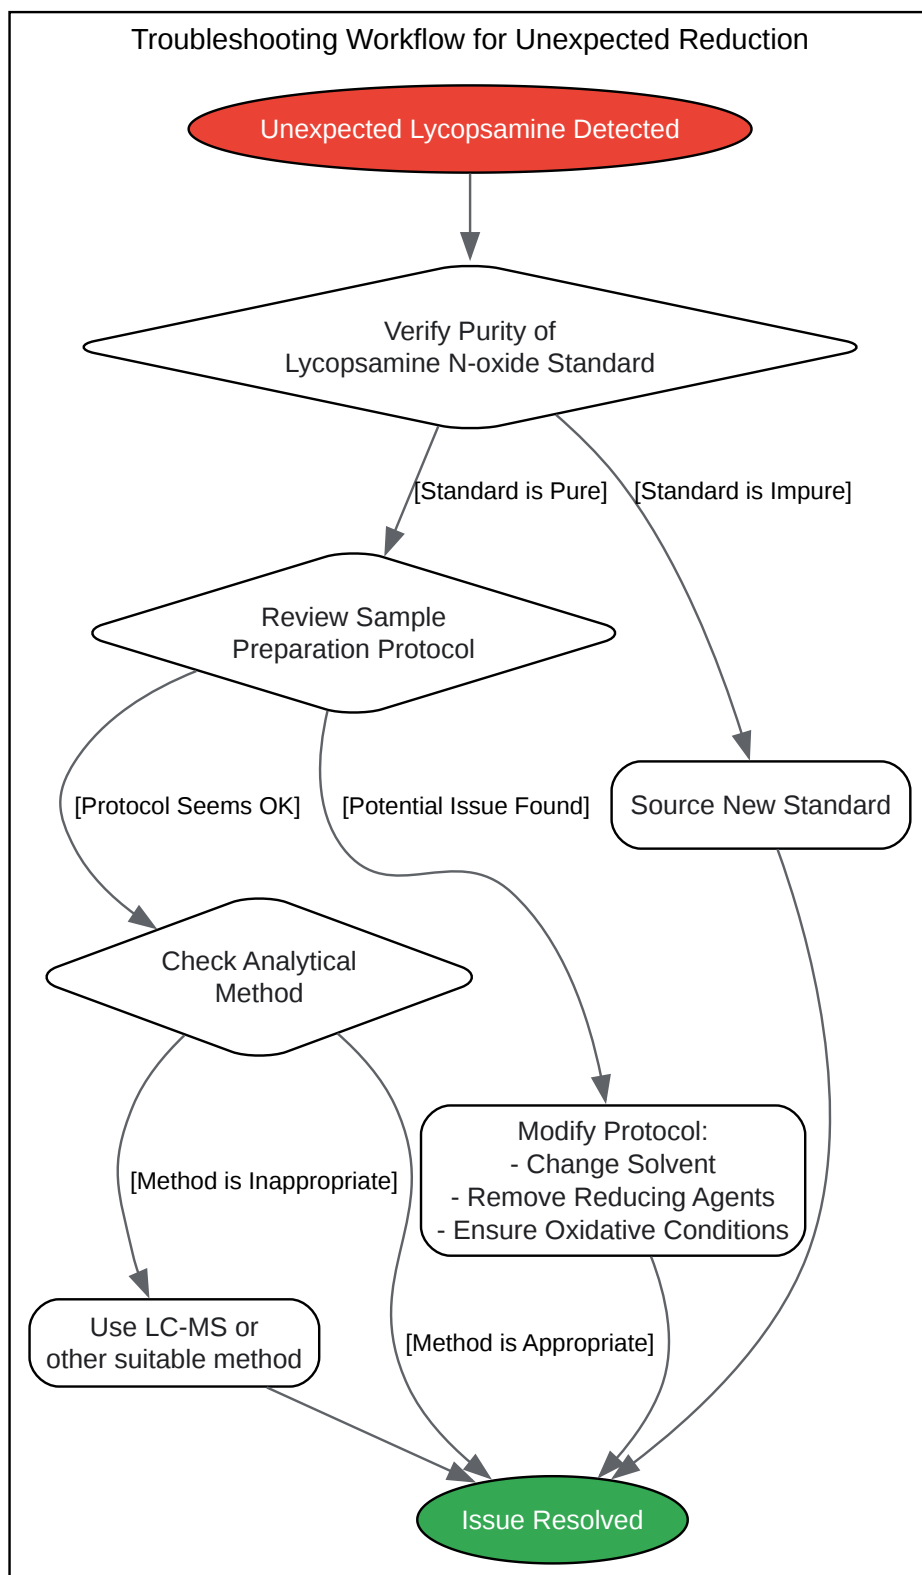 Troubleshooting Workflow for Unexpected Reduction
Unexpected Lycopsamine Detected
Verify Purity of
Lycopsamine N-oxide Standard
[Standard is Pure]
[Standard is Impure]
Review Sample
Preparation Protocol
[Protocol Seems OK]
[Potential Issue Found]
Source New Standard
Check Analytical
Method
[Method is Inappropriate]
Modify Protocol:
- Change Solvent
- Remove Reducing Agents
- Ensure Oxidative Conditions
Use LC-MS or
other suitable method
[Method is Appropriate]
Issue Resolved